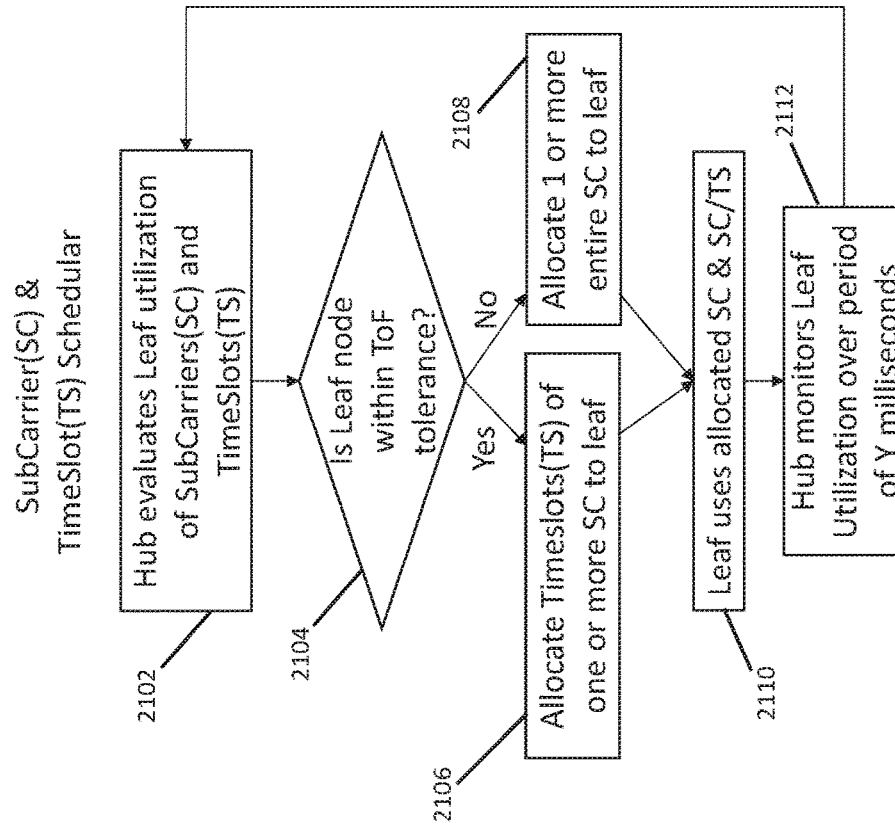 SubCarrier(SC) &
TimeSlot(TS) Schedular
Hub evaluates Leaf utilization
of SubCarriers(SC) and
TimeSlots(TS)
2102
Is Leaf node
within ToF
tolerance?
2104
Yes
No
Allocate Timeslots(TS) of
one or more SC to leaf
2106
Allocate 1 or more
entire SC to leaf
2108
Leaf uses allocated SC & SC/TS
2110
Hub monitors Leaf
Utilization over period
of Y milliseconds
2112